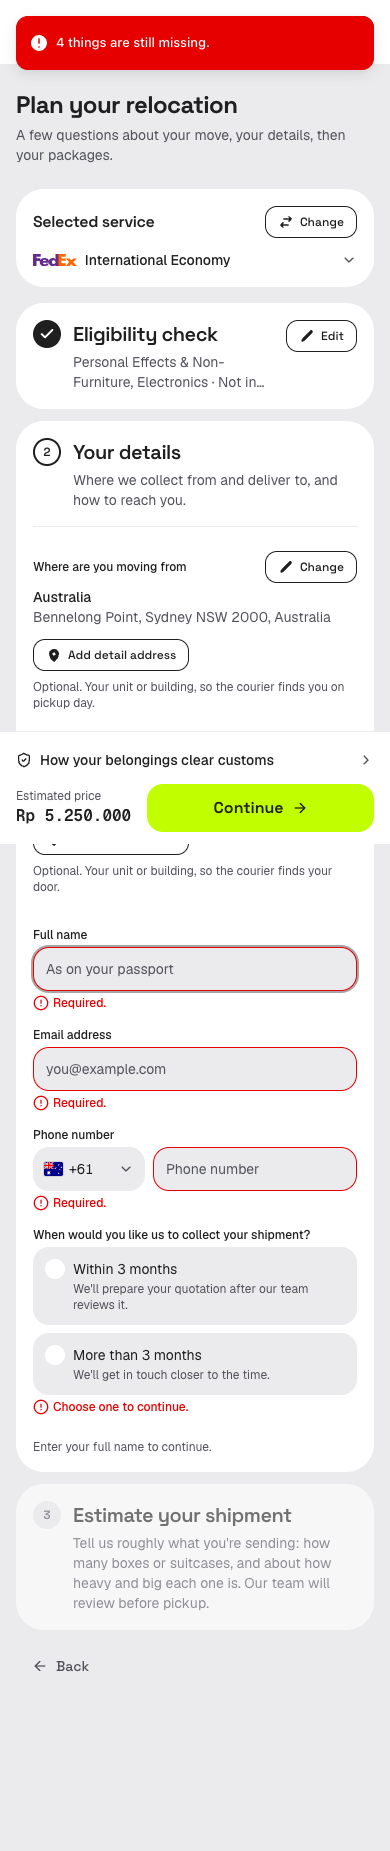 4 things are still missing.
Plan your relocation
A few questions about your move, your details, then
your packages.
Selected service
Change
FedEx International Economy
Eligibility check
Edit
Personal Effects & Non-
Furniture, Electronics · Not in...
2 Your details
Where we collect from and deliver to, and
how to reach you.
Where are you moving from
Change
Australia
Bennelong Point, Sydney NSW 2000, Australia
Add detail address
Optional. Your unit or building, so the courier finds you on
pickup day.
How your belongings clear customs
Estimated price
Rp 5.250.000
Continue
Optional. Your unit or building, so the courier finds your
door.
Full name
As on your passport
Required.
Email address
you@example.com
Required.
Phone number
+61
Phone number
Required.
When would you like us to collect your shipment?
Within 3 months
We'll prepare your quotation after our team
reviews it.
More than 3 months
We'll get in touch closer to the time.
Choose one to continue.
Enter your full name to continue.
3 Estimate your shipment
Tell us roughly what you're sending: how
many boxes or suitcases, and about how
heavy and big each one is. Our team will
review before pickup.
Back